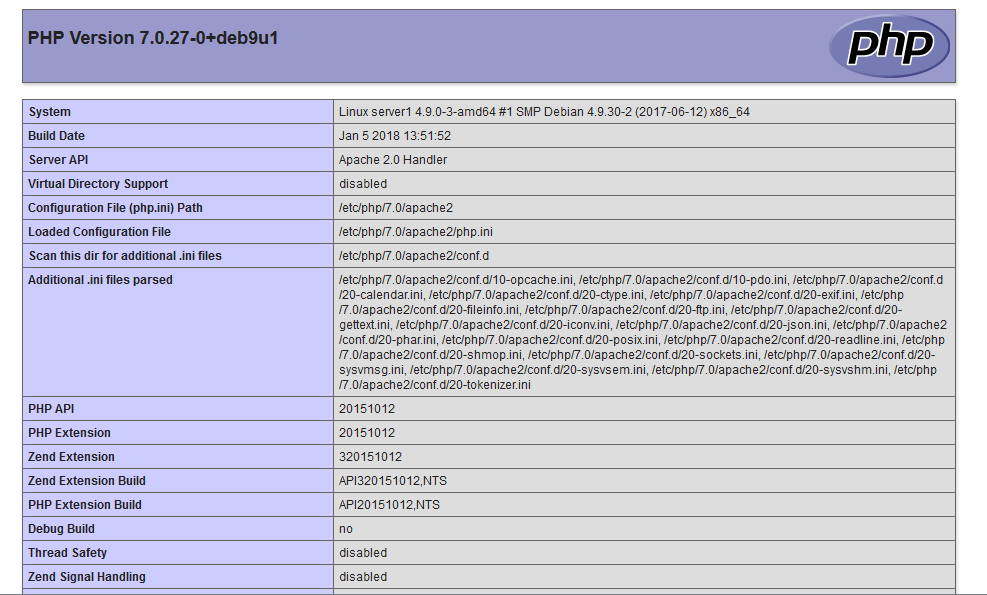 PHP Version 7.0.27-0+deb9u1
php
System Linux server1 4.9.0-3-amd64 #1 SMP Debian 4.9.30-2 (2017-06-12) x86_64
Build Date Jan 5 2018 13:51:52
Server API Apache 2.0 Handler
Virtual Directory Support disabled
Configuration File (php.ini) Path /etc/php/7.0/apache2
Loaded Configuration File /etc/php/7.0/apache2/php.ini
Scan this dir for additional .ini files /etc/php/7.0/apache2/conf.d
Additional .ini files parsed /etc/php/7.0/apache2/conf.d/10-opcache.ini, /etc/php/7.0/apache2/conf.d/10-pdo.ini, /etc/php/7.0/apache2/conf.d
/20-calendar.ini, /etc/php/7.0/apache2/conf.d/20-ctype.ini, /etc/php/7.0/apache2/conf.d/20-exif.ini, /etc/php
/7.0/apache2/conf.d/20-fileinfo.ini, /etc/php/7.0/apache2/conf.d/20-ftp.ini, /etc/php/7.0/apache2/conf.d/20-
gettext.ini, /etc/php/7.0/apache2/conf.d/20-iconv.ini, /etc/php/7.0/apache2/conf.d/20-json.ini, /etc/php/7.0/apache2
/conf.d/20-phar.ini, /etc/php/7.0/apache2/conf.d/20-posix.ini, /etc/php/7.0/apache2/conf.d/20-readline.ini, /etc/php
/7.0/apache2/conf.d/20-shmop.ini, /etc/php/7.0/apache2/conf.d/20-sockets.ini, /etc/php/7.0/apache2/conf.d/20-
sysvmsg.ini, /etc/php/7.0/apache2/conf.d/20-sysvsem.ini, /etc/php/7.0/apache2/conf.d/20-sysvshm.ini, /etc/php
/7.0/apache2/conf.d/20-tokenizer.ini
PHP API 20151012
PHP Extension 20151012
Zend Extension 320151012
Zend Extension Build API320151012,NTS
PHP Extension Build API20151012,NTS
Debug Build no
Thread Safety disabled
Zend Signal Handling disabled